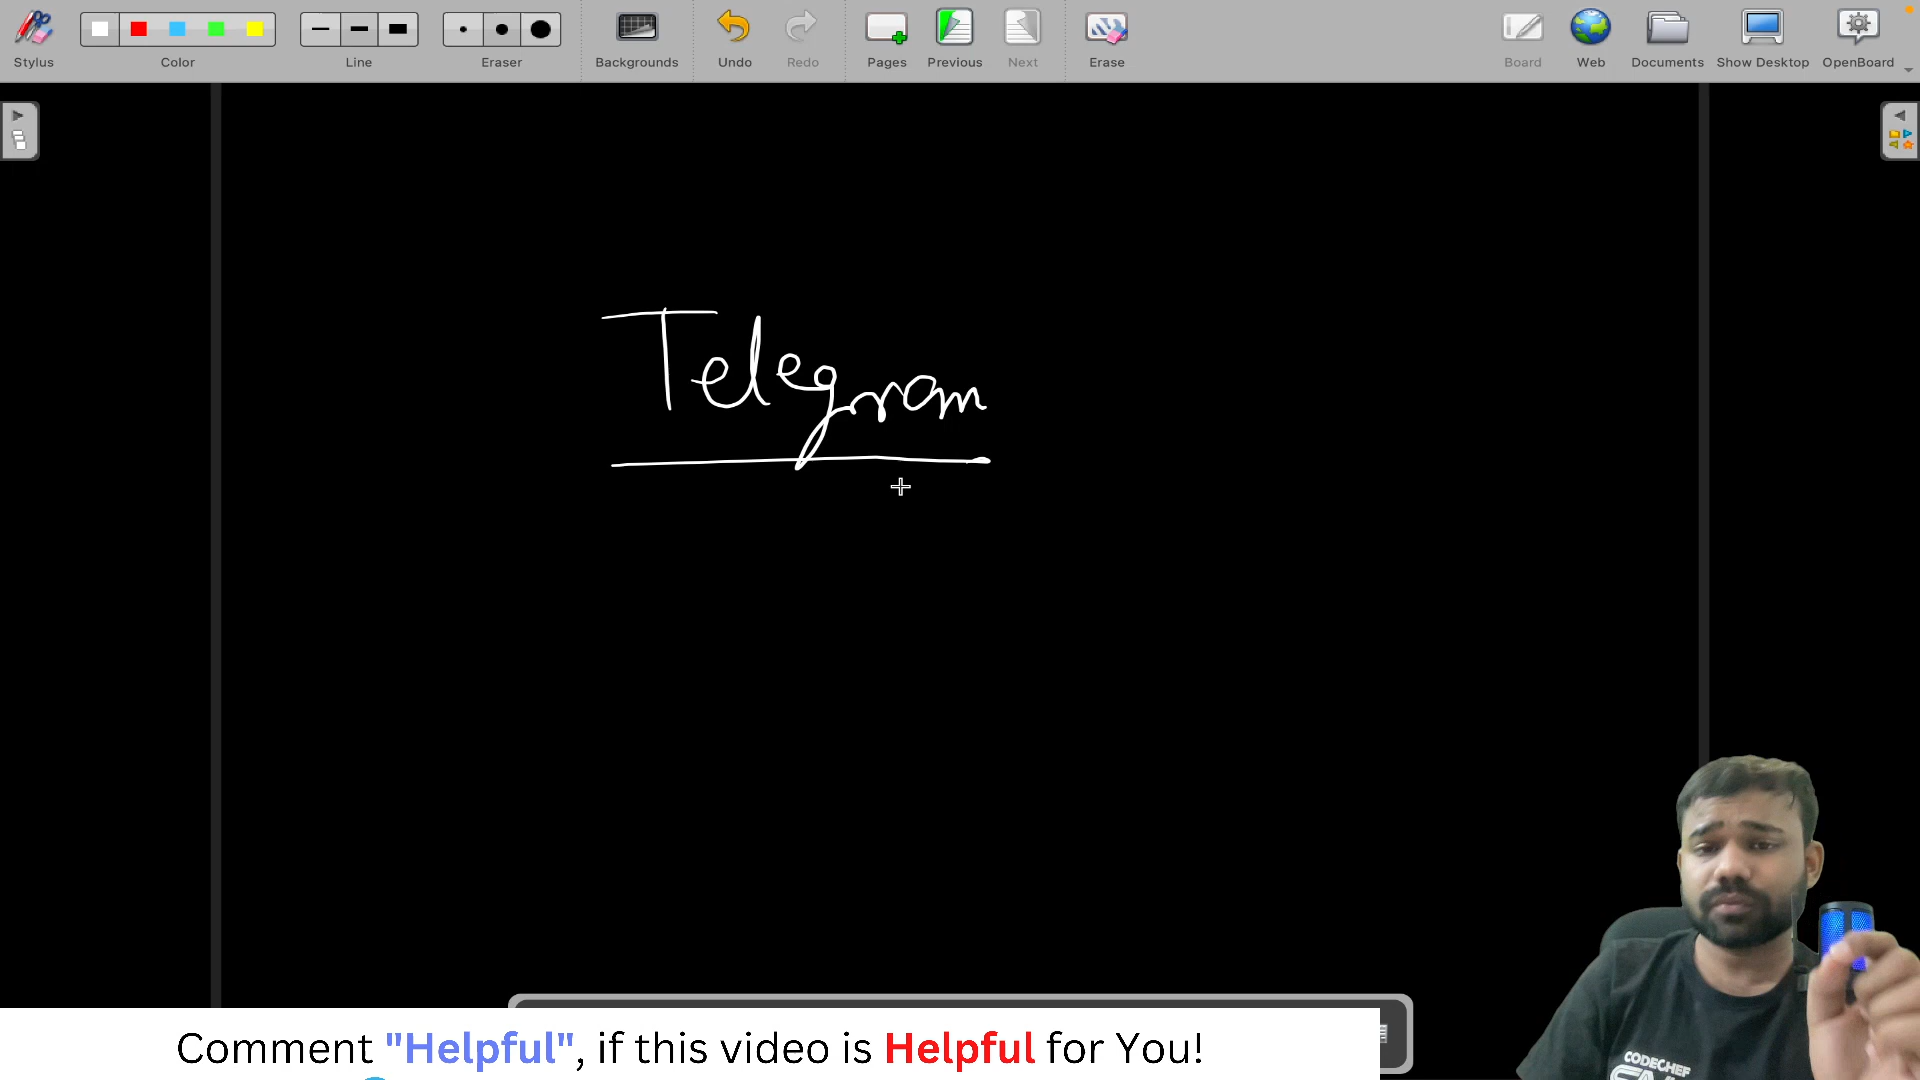 Stylus
Color
Line
Eraser
Backgrounds
Undo
Redo
Pages
Previous
Next
Erase
Board
Web
Documents
Show Desktop
OpenBoard
Telegram
CODECHEF
Comment "Helpful", if this video is Helpful for You!